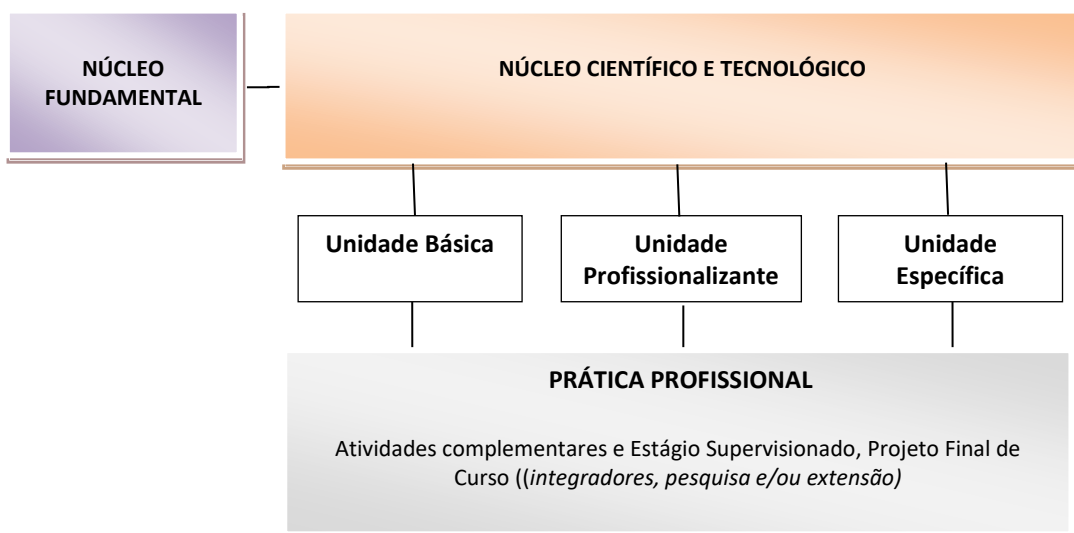 NÚCLEO
FUNDAMENTAL
NÚCLEO CIENTÍFICO E TECNOLÓGICO
Unidade Básica
Unidade
Profissionalizante
Unidade
Específica
PRÁTICA PROFISSIONAL
Atividades complementares e Estágio Supervisionado, Projeto Final de
Curso ((integradores, pesquisa e/ou extensão)